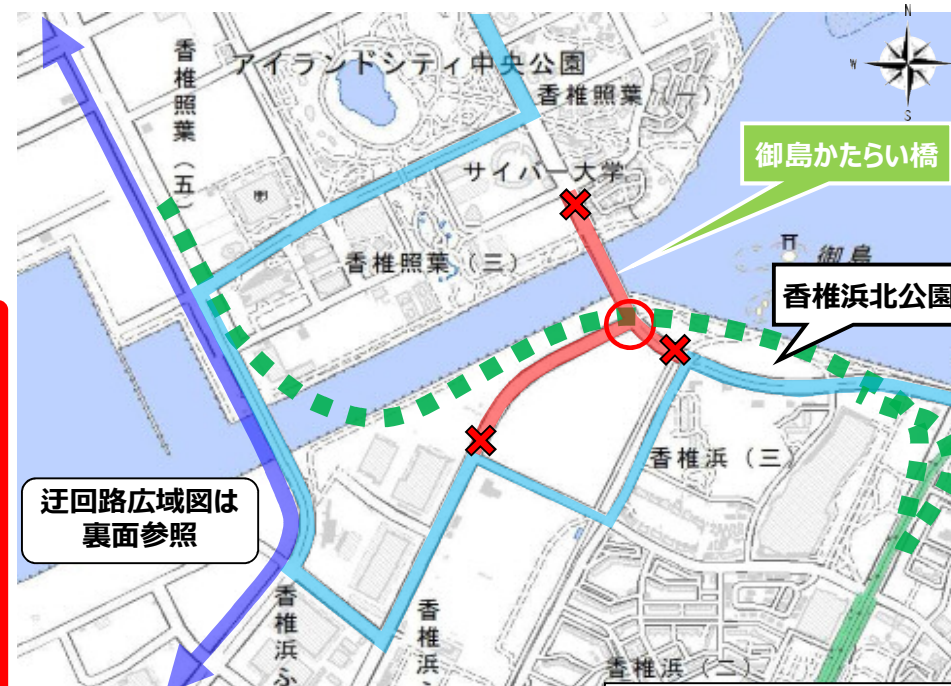 N
W
S
香椎照葉（五）
アイランドシティ中央公園
香椎照葉（一）
御島かたらい橋
サイバー大学
香椎照葉（三）
御島
香椎浜北公園
香椎浜（三）
迂回路広域図は
裏面参照
香椎浜ふ
香椎浜ふ
香椎浜（二）